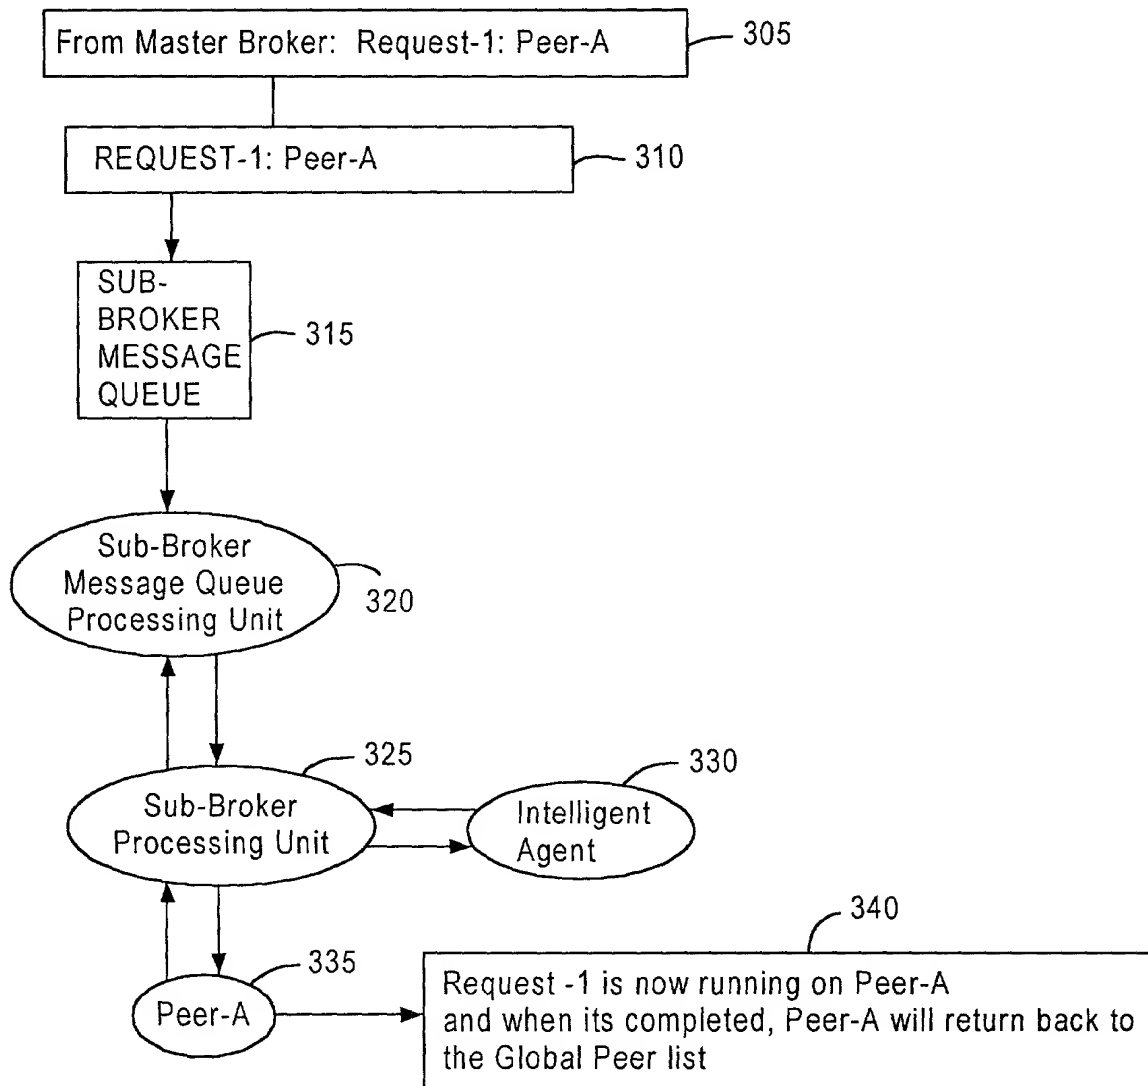 From Master Broker: Request-1: Peer-A
305
REQUEST-1: Peer-A
310
SUB-
BROKER
MESSAGE
QUEUE
315
Sub-Broker
Message Queue
Processing Unit
320
325
Sub-Broker
Processing Unit
330
Intelligent
Agent
335
Peer-A
340
Request -1 is now running on Peer-A
and when its completed, Peer-A will return back to
the Global Peer list